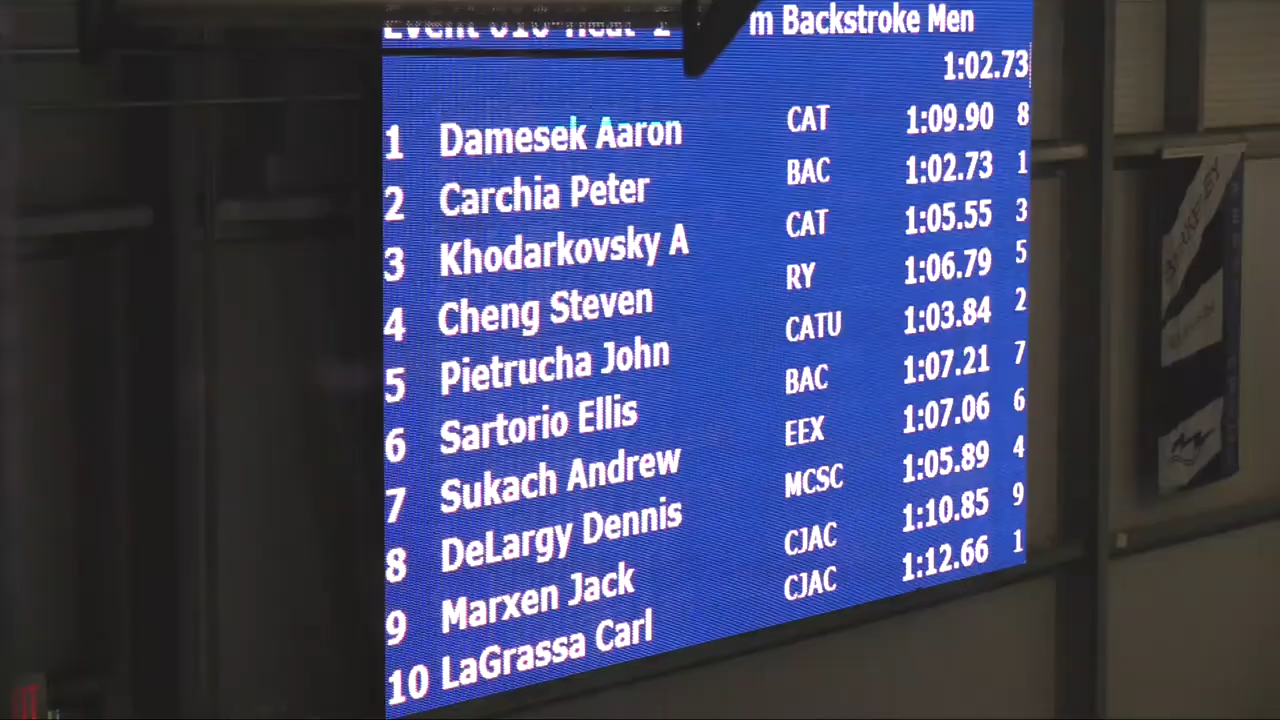 m Backstroke Men
1:02.73
1 Damesek Aaron CAT 1:09.90 8
2 Carchia Peter BAC 1:02.73 1
3 Khodarkovsky A CAT 1:05.55 3
4 Cheng Steven RY 1:06.79 5
5 Pietrucha John CATU 1:03.84 2
6 Sartorio Ellis BAC 1:07.21 7
7 Sukach Andrew EEX 1:07.06 6
8 DeLargy Dennis MCSC 1:05.89 4
9 Marxen Jack CJAC 1:10.85 9
10 LaGrassa Carl CJAC 1:12.66 1